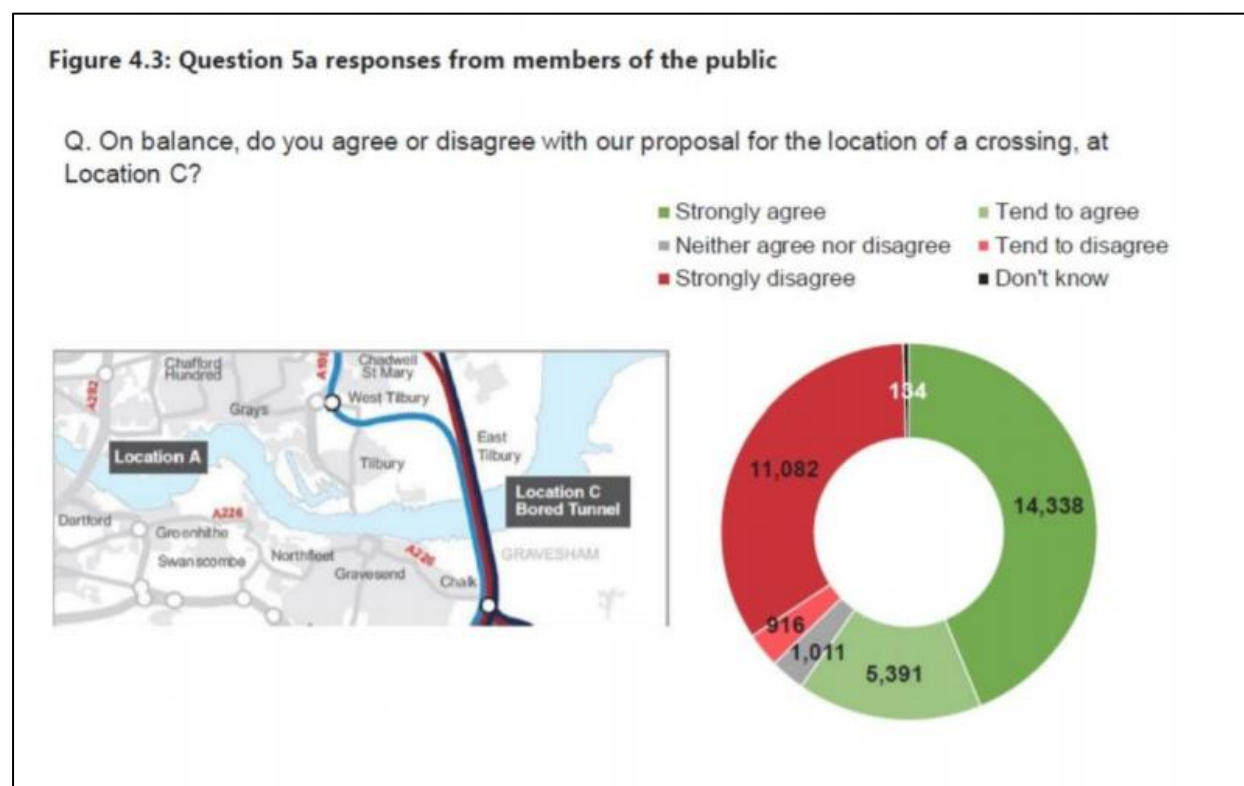 Figure 4.3: Question 5a responses from members of the public
Q. On balance, do you agree or disagree with our proposal for the location of a crossing, at
Location C?
Strongly agree
Tend to agree
Neither agree nor disagree
Tend to disagree
Strongly disagree
Don't know
Chafford
Hundred
A282
Grays
Chadwell
St Mary
West Tilbury
Location A
Tilbury
East
Tilbury
Location C
Bored Tunnel
Dartford
A226
Greenhithe
Swanscombe
Northfleet
Gravesend
A226
Chalk
GRAVESHAM
134
11,082
14,338
916
1,011
5,391